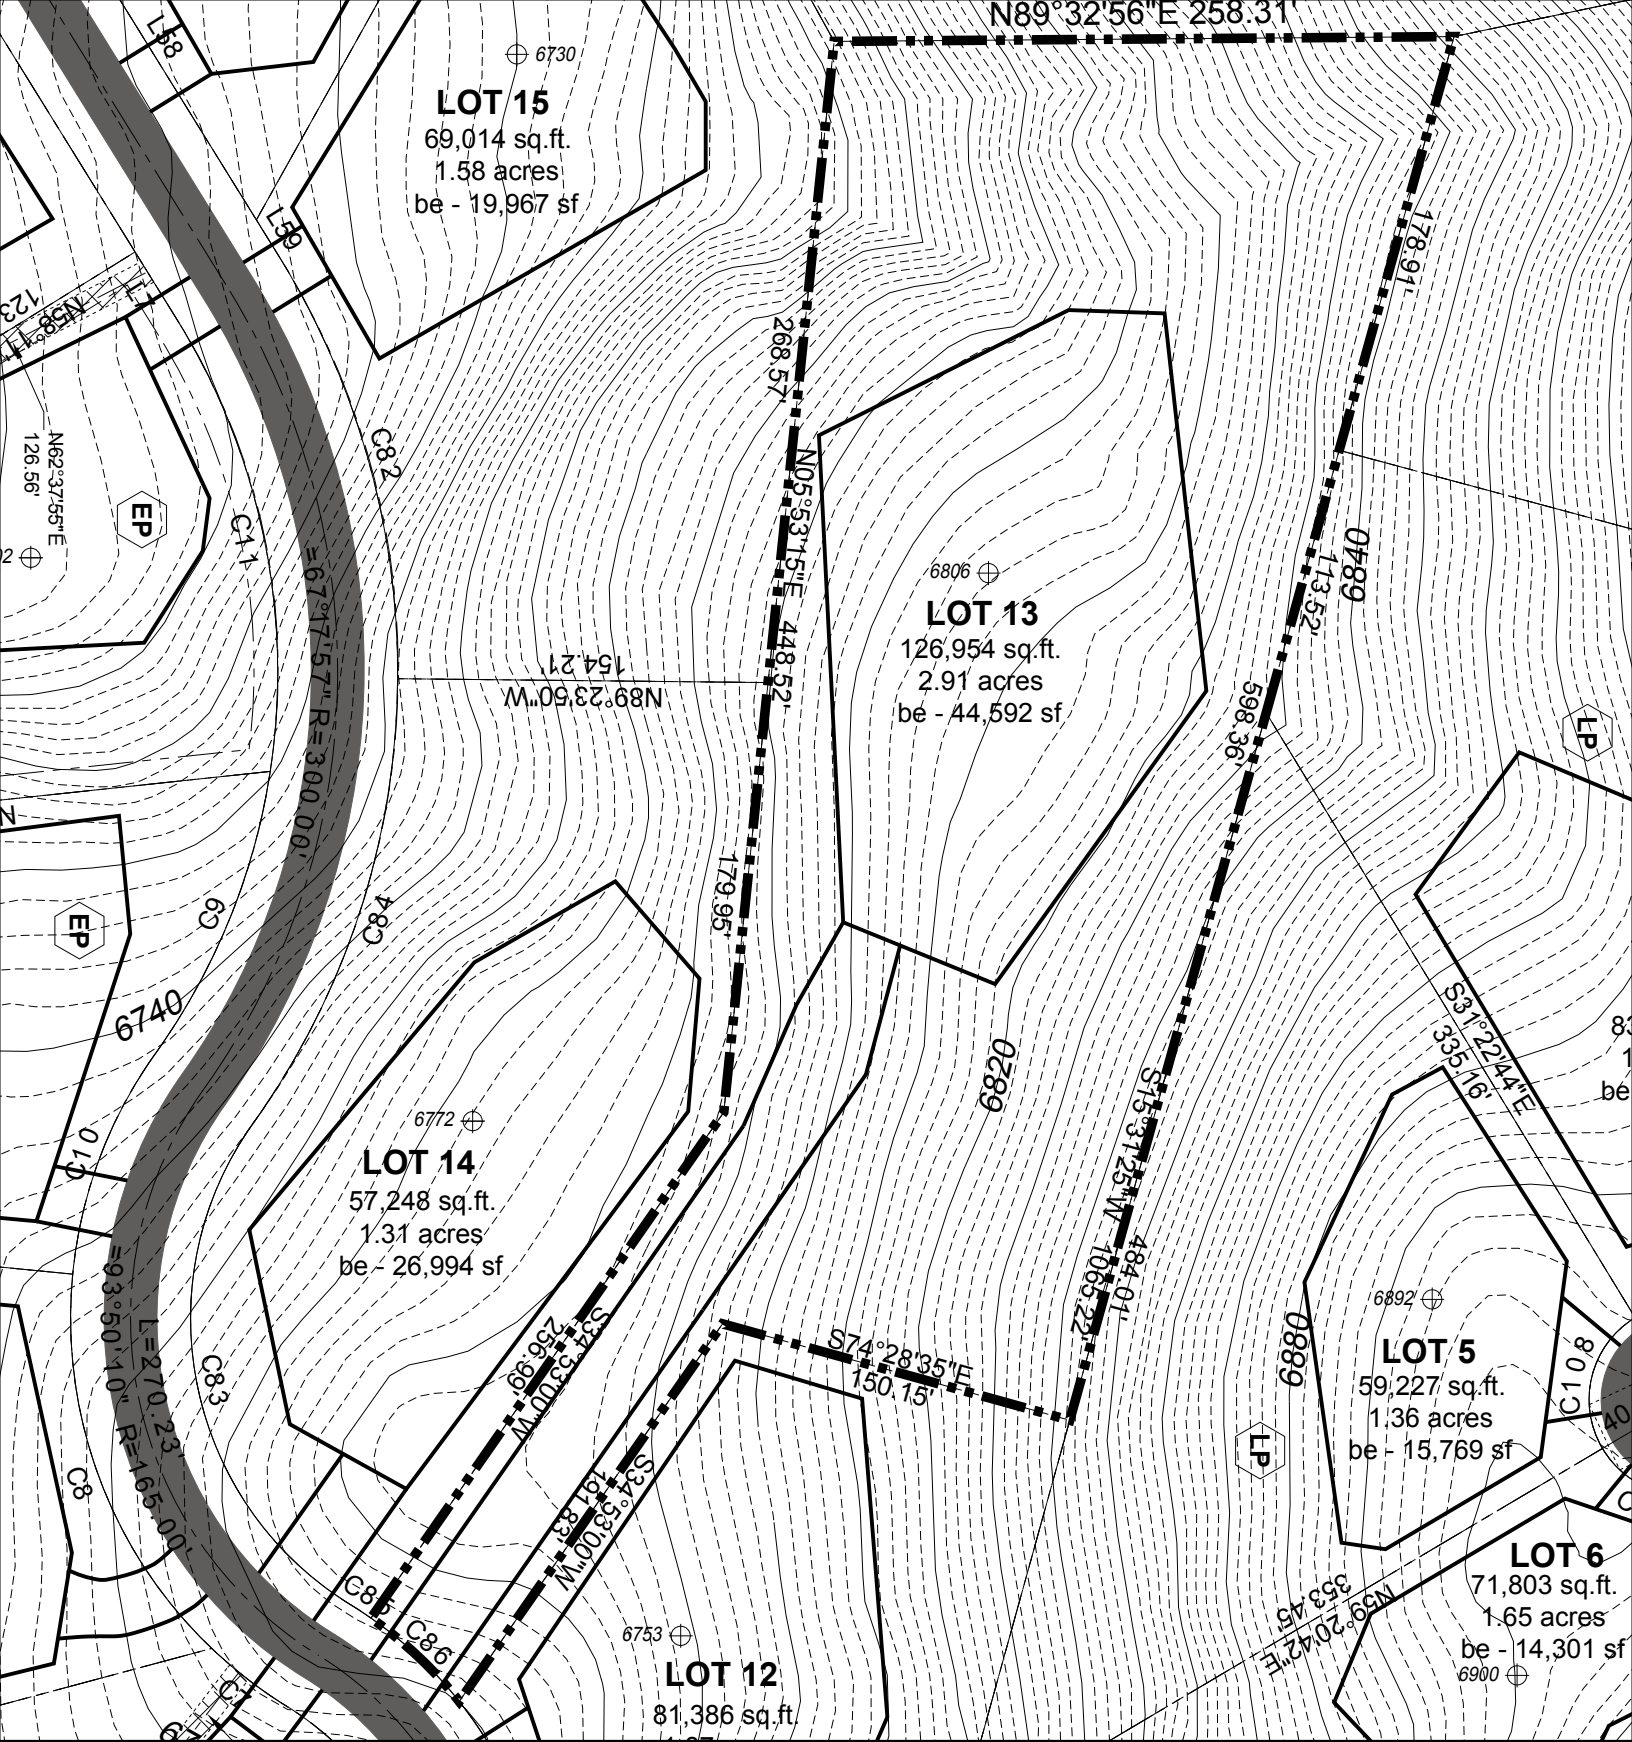 N89°32'56"E 258.31'
L58
6730
LOT 15
69,014 sq.ft.
1.58 acres
be - 19,967 sf
L59
178.91'
123
N58°11
268.57'
C82
N62°37'55"E
126.56'
EP
C11
N05°53'15"E 448.52'
6806
LOT 13
126,954 sq.ft.
2.91 acres
be - 44,592 sf
6840
113.52'
=67°17'57" R=300.00'
154.21'
N89°23'50"W
598.36'
LP
N
179.95'
EP
C9
C84
6740
S31°22'44"E
335.16'
6820
83
1
be
C10
6772
LOT 14
57,248 sq.ft.
1.31 acres
be - 26,994 sf
S15°31'25"W 1065.22'
484.01'
=93°50'10" R=165.00'
L=270.23'
C83
S34°53'00"W
256.99'
S74°28'35"E
150.15'
6892
6880
LOT 5
59,227 sq.ft.
1.36 acres
be - 15,769 sf
C108
40
LP
C8
S34°53'00"W
191.83'
LOT 6
71,803 sq.ft.
1.65 acres
be - 14,301 sf
6900
N59°20'42"E
353.45'
C85
C86
6753
LOT 12
81,386 sq.ft.
C7